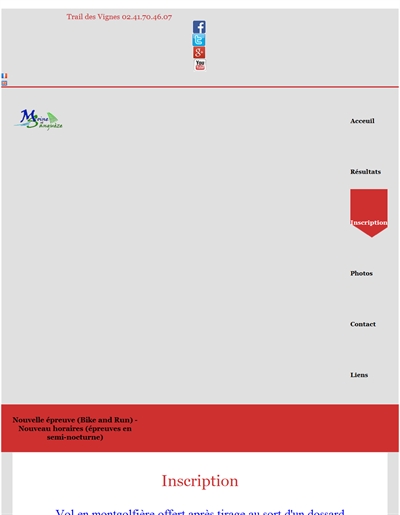 Trail des Vignes 02.41.70.46.07
You
Tube
Moine
Sanguèze
Acceuil
Résultats
Inscription
Photos
Contact
Liens
Nouvelle épreuve (Bike and Run) -
Nouveau horaires (épreuves en
semi-nocturne)
Inscription
Vol en montgolfière offert après tirage au sort d'un dossard